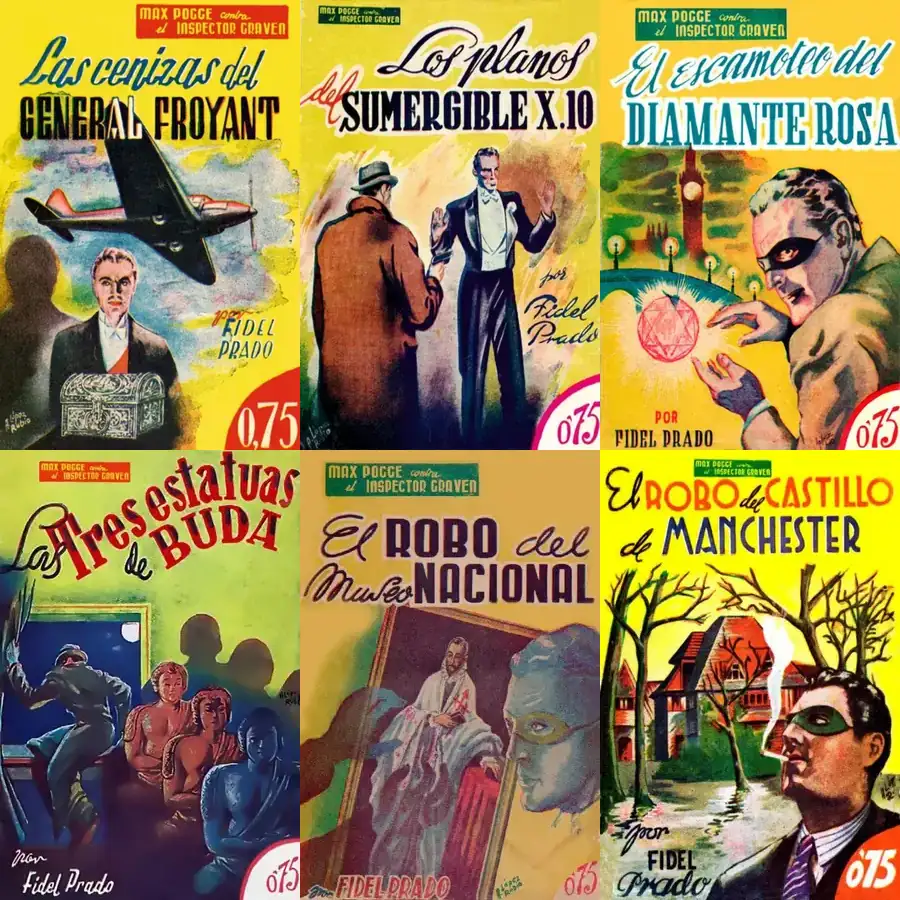 MAX POGGE contra
el INSPECTOR GRAVEN
Las cenizas del
GENERAL FROYANT
por
FIDEL
PRADO
A. López
Rubio
0,75
MAX POGGE contra
el INSPECTOR GRAVEN
Los planos
del SUMERGIBLE X.10
por
Fidel
Prado
0'75
MAX POGGE contra
el INSPECTOR GRAVEN
El escamoteo del
DIAMANTE ROSA
POR
FIDEL PRADO
0'75
MAX POGGE contra
el INSPECTOR GRAVEN
Las Tres estatuas
de BUDA
por
Fidel Prado
0'75
MAX POGGE contra
el INSPECTOR GRAVEN
El ROBO del
Museo NACIONAL
por FIDEL PRADO
A. LÓPEZ
RUBIO
0'75
MAX POGGE contra
el INSPECTOR GRAVEN
El ROBO del CASTILLO
de MANCHESTER
por
FIDEL
Prado
0'75